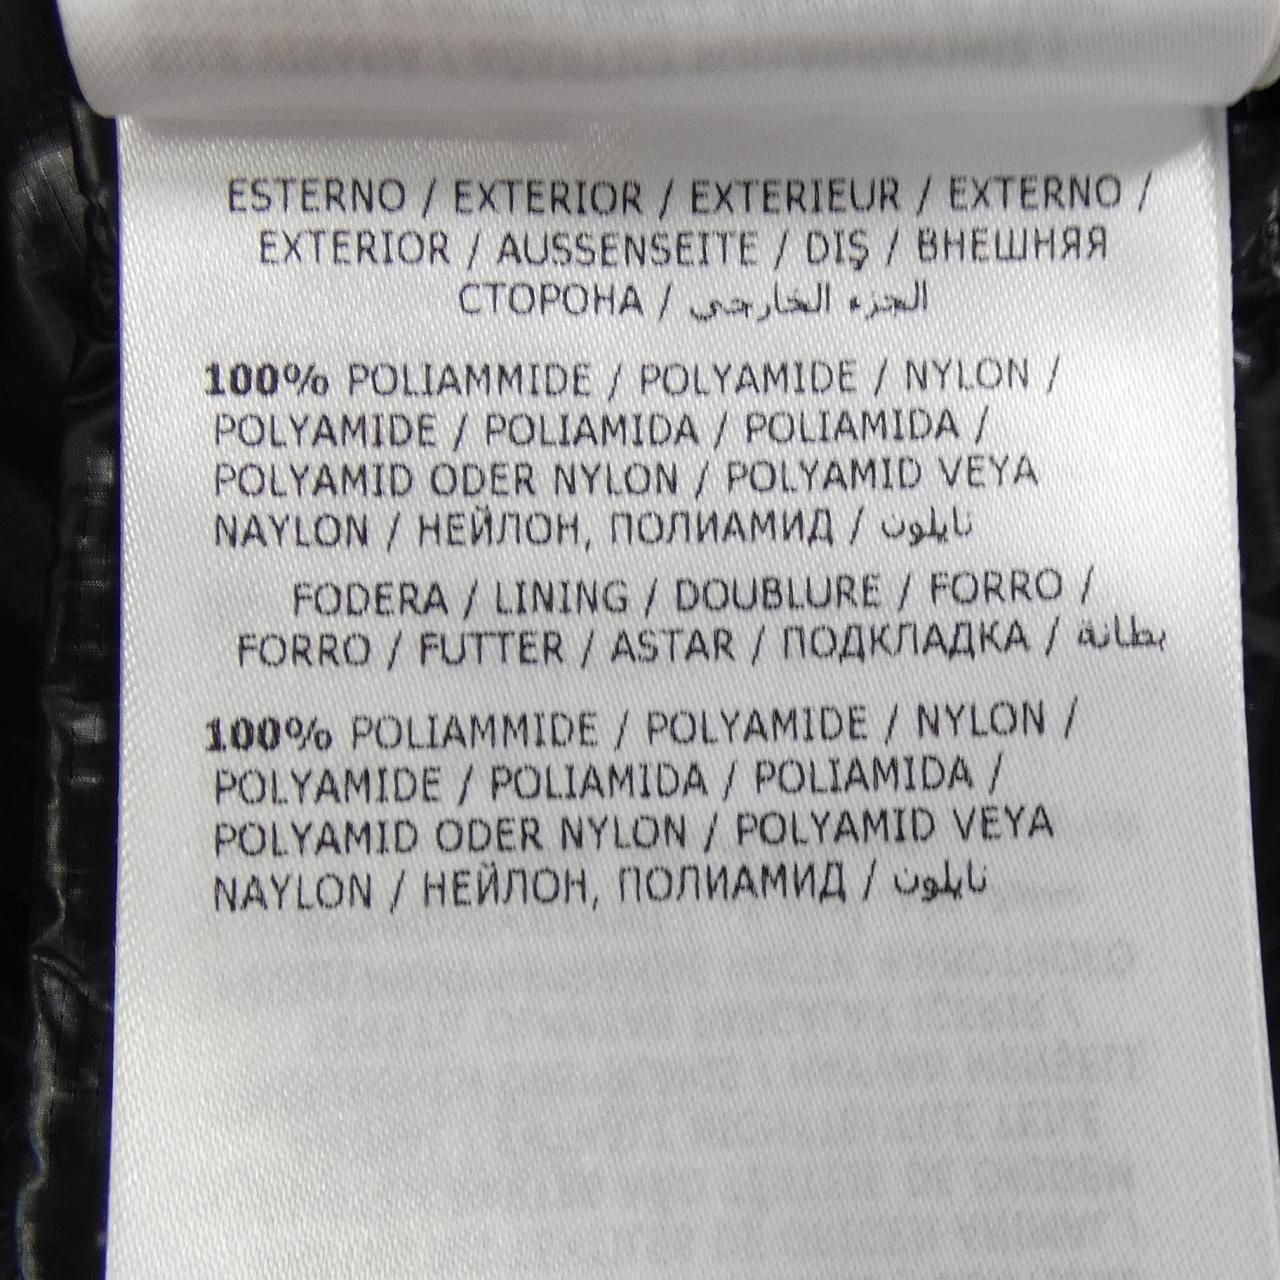 ESTERNO / EXTERIOR / EXTERIEUR / EXTERNO /
EXTERIOR / AUSSENSEITE / DIŞ / ВНЕШНЯЯ
СТОРОНА / الجزء الخارجي
100% POLIAMMIDE / POLYAMIDE / NYLON /
POLYAMIDE / POLIAMIDA / POLIAMIDA /
POLYAMID ODER NYLON / POLYAMID VEYA
NAYLON / НЕЙЛОН, ПОЛИАМИД / نايلون
FODERA / LINING / DOUBLURE / FORRO /
FORRO / FUTTER / ASTAR / ПОДКЛАДКА / بطانة
100% POLIAMMIDE / POLYAMIDE / NYLON /
POLYAMIDE / POLIAMIDA / POLIAMIDA /
POLYAMID ODER NYLON / POLYAMID VEYA
NAYLON / НЕЙЛОН, ПОЛИАМИД / نايلون